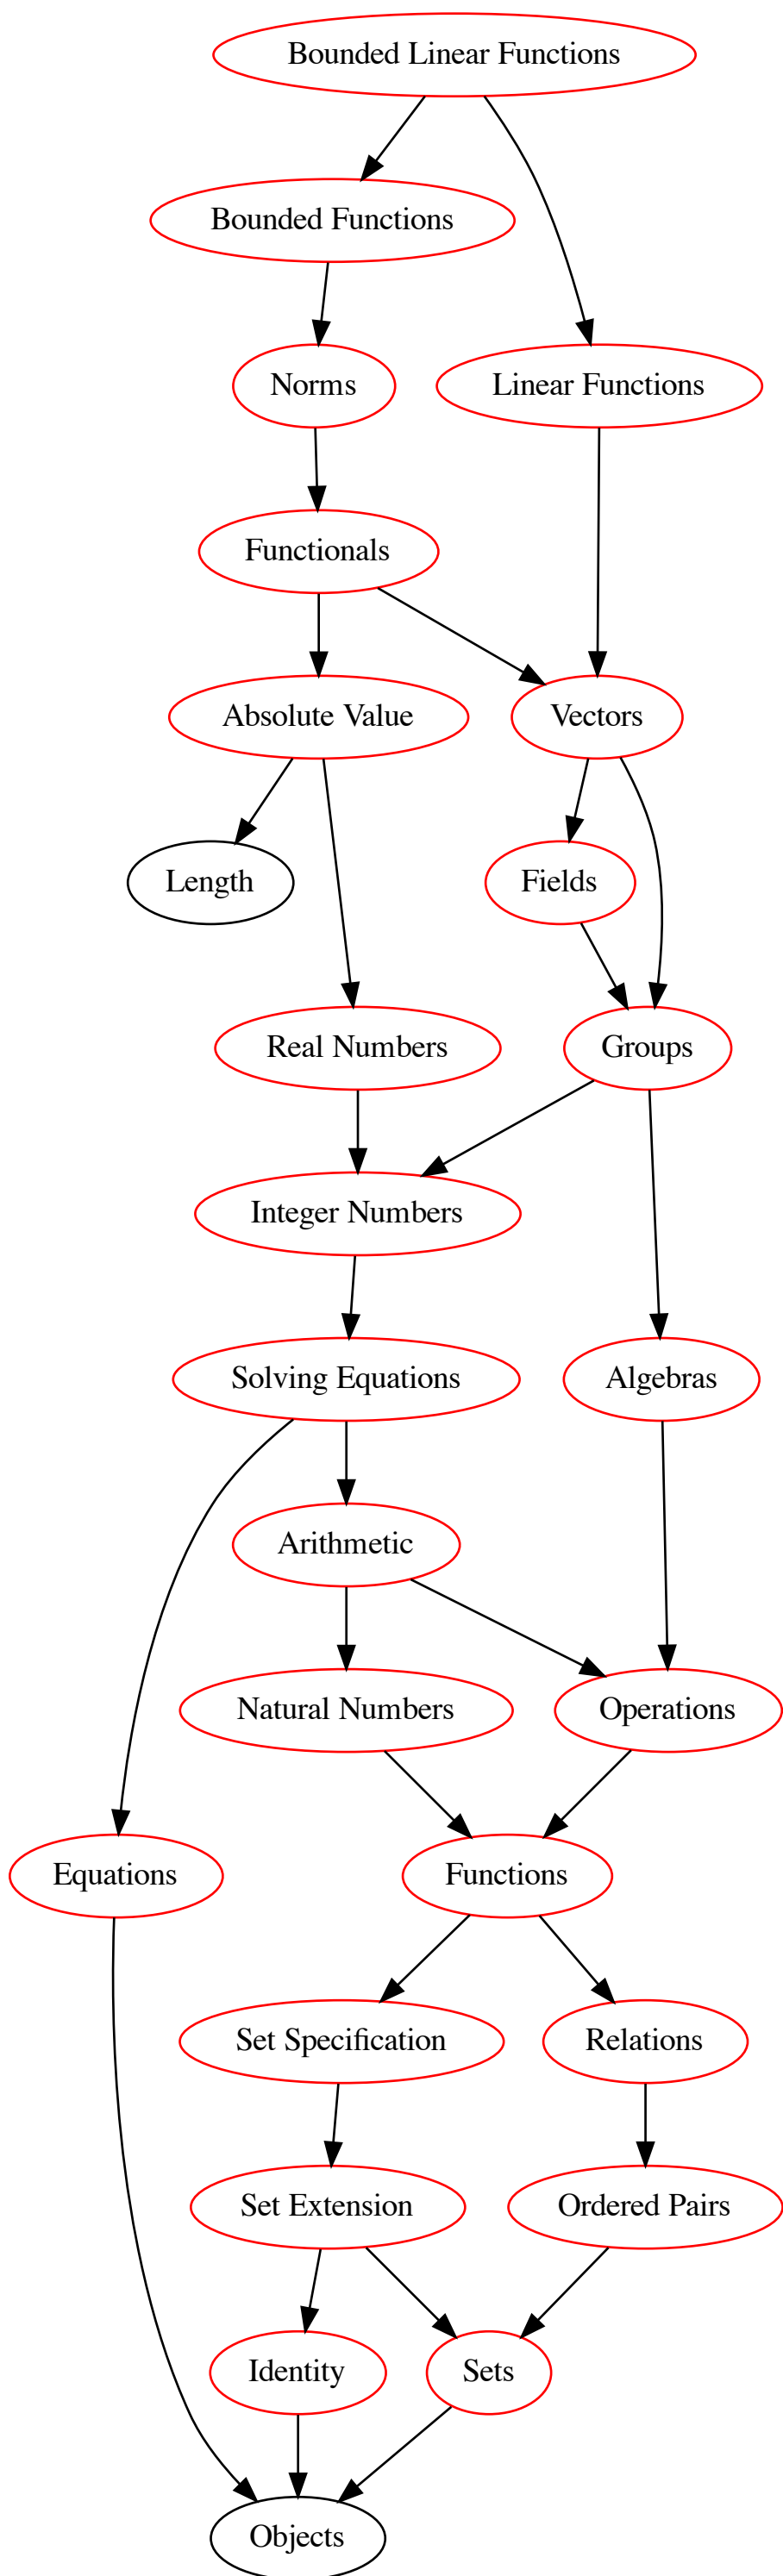 Bounded Linear Functions
Bounded Functions
Norms
Linear Functions
Functionals
Absolute Value
Vectors
Length
Fields
Real Numbers
Groups
Integer Numbers
Solving Equations
Algebras
Arithmetic
Natural Numbers
Operations
Equations
Functions
Set Specification
Relations
Set Extension
Ordered Pairs
Identity
Sets
Objects